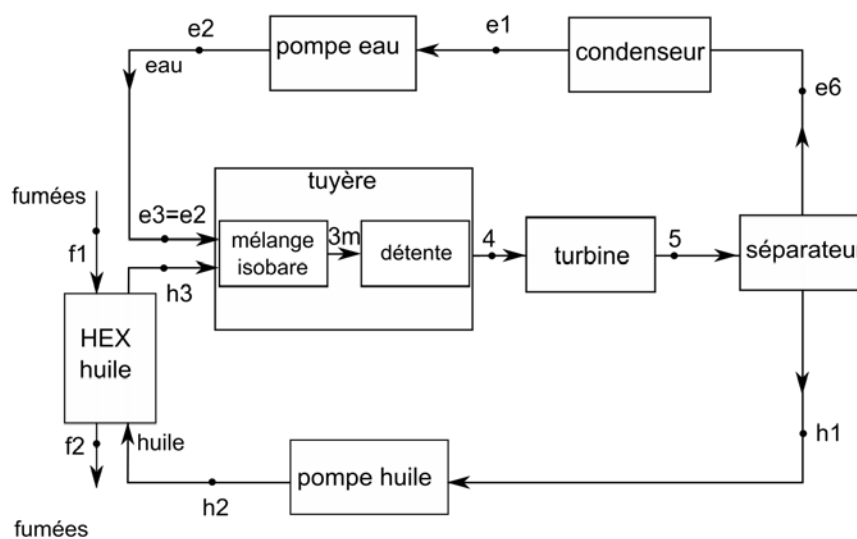 e2
pompe eau
e1
condenseur
eau
e6
tuyère
fumées
e3=e2
mélange
isobare
3m
détente
4
turbine
5
séparateur
f1
h3
HEX
huile
f2
huile
h1
pompe huile
h2
fumées